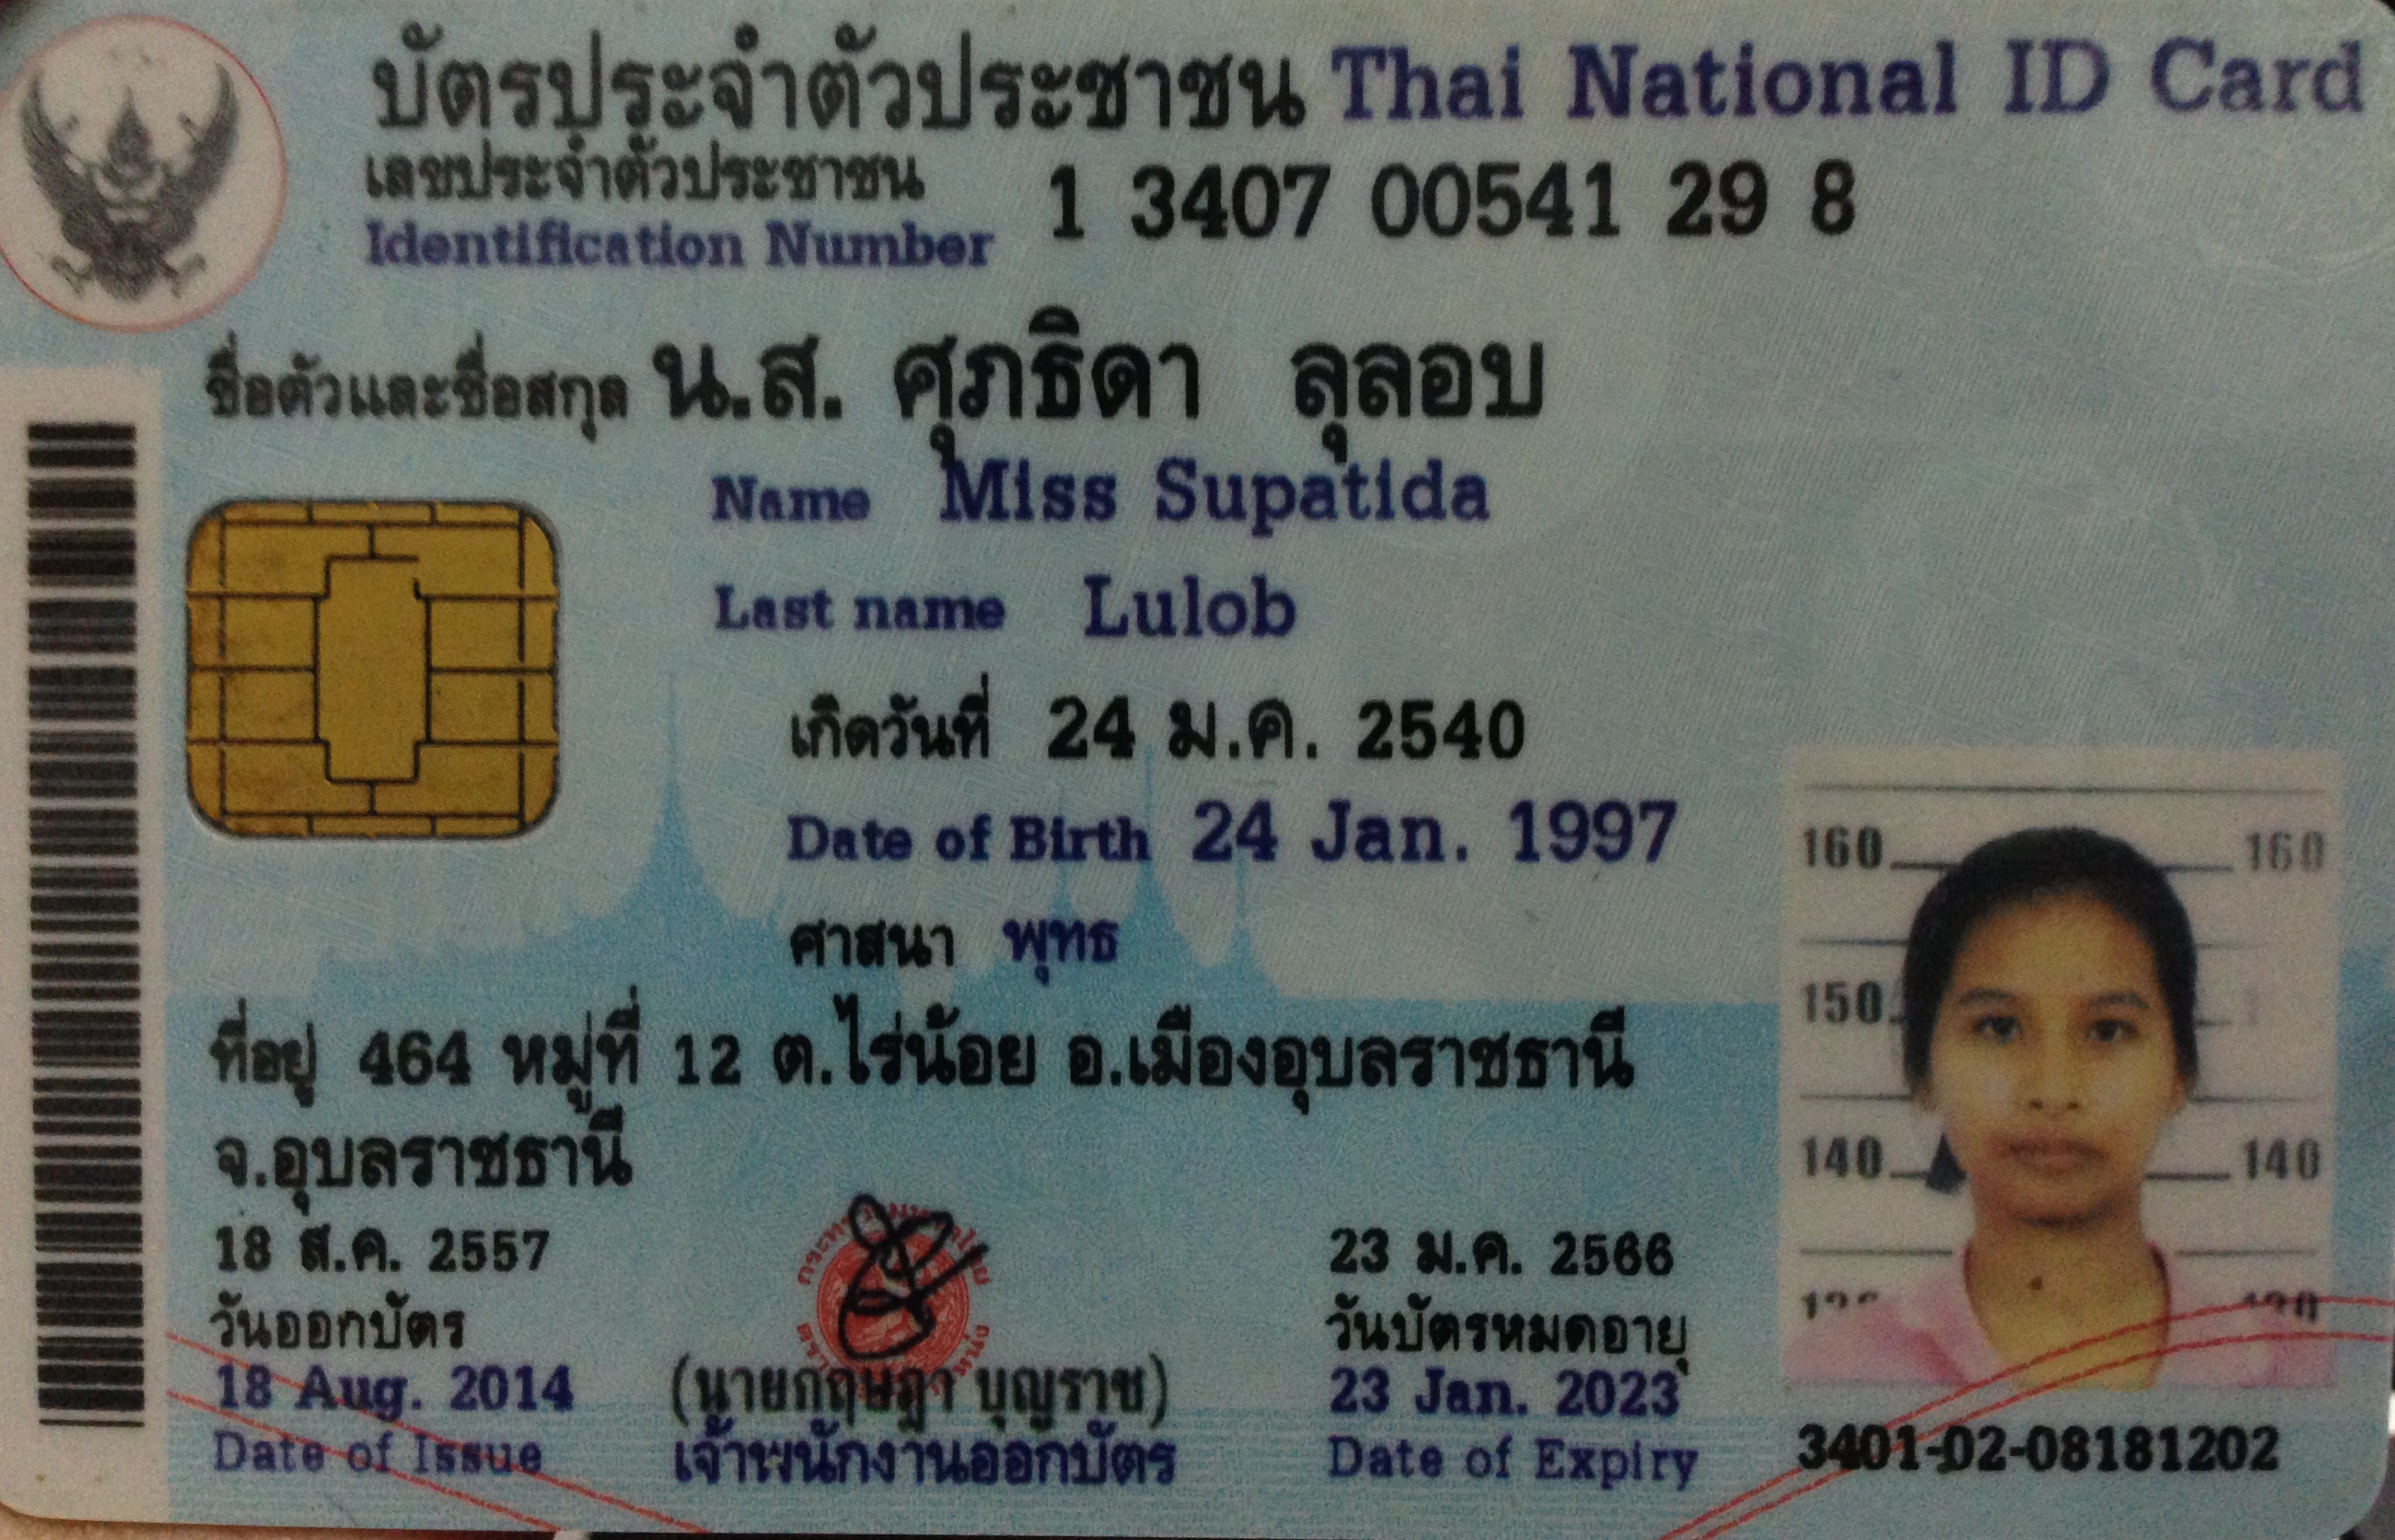 บัตรประจำตัวประชาชน Thai National ID Card
เลขประจำตัวประชาชน
Identification Number 1 3407 00541 29 8
ชื่อตัวและชื่อสกุล น.ส. ศุภธิดา ลุลอบ
Name Miss Supatida
Last name Lulob
เกิดวันที่ 24 ม.ค. 2540
Date of Birth 24 Jan. 1997
ศาสนา พุทธ
ที่อยู่ 464 หมู่ที่ 12 ต.ไร่น้อย อ.เมืองอุบลราชธานี
จ.อุบลราชธานี
18 ส.ค. 2557
วันออกบัตร
18 Aug. 2014
Date of Issue
(นายกฤษฎา บุญราช)
เจ้าพนักงานออกบัตร
23 ม.ค. 2566
วันบัตรหมดอายุ
23 Jan. 2023
Date of Expiry
160 160
150
140 140
3401-02-08181202